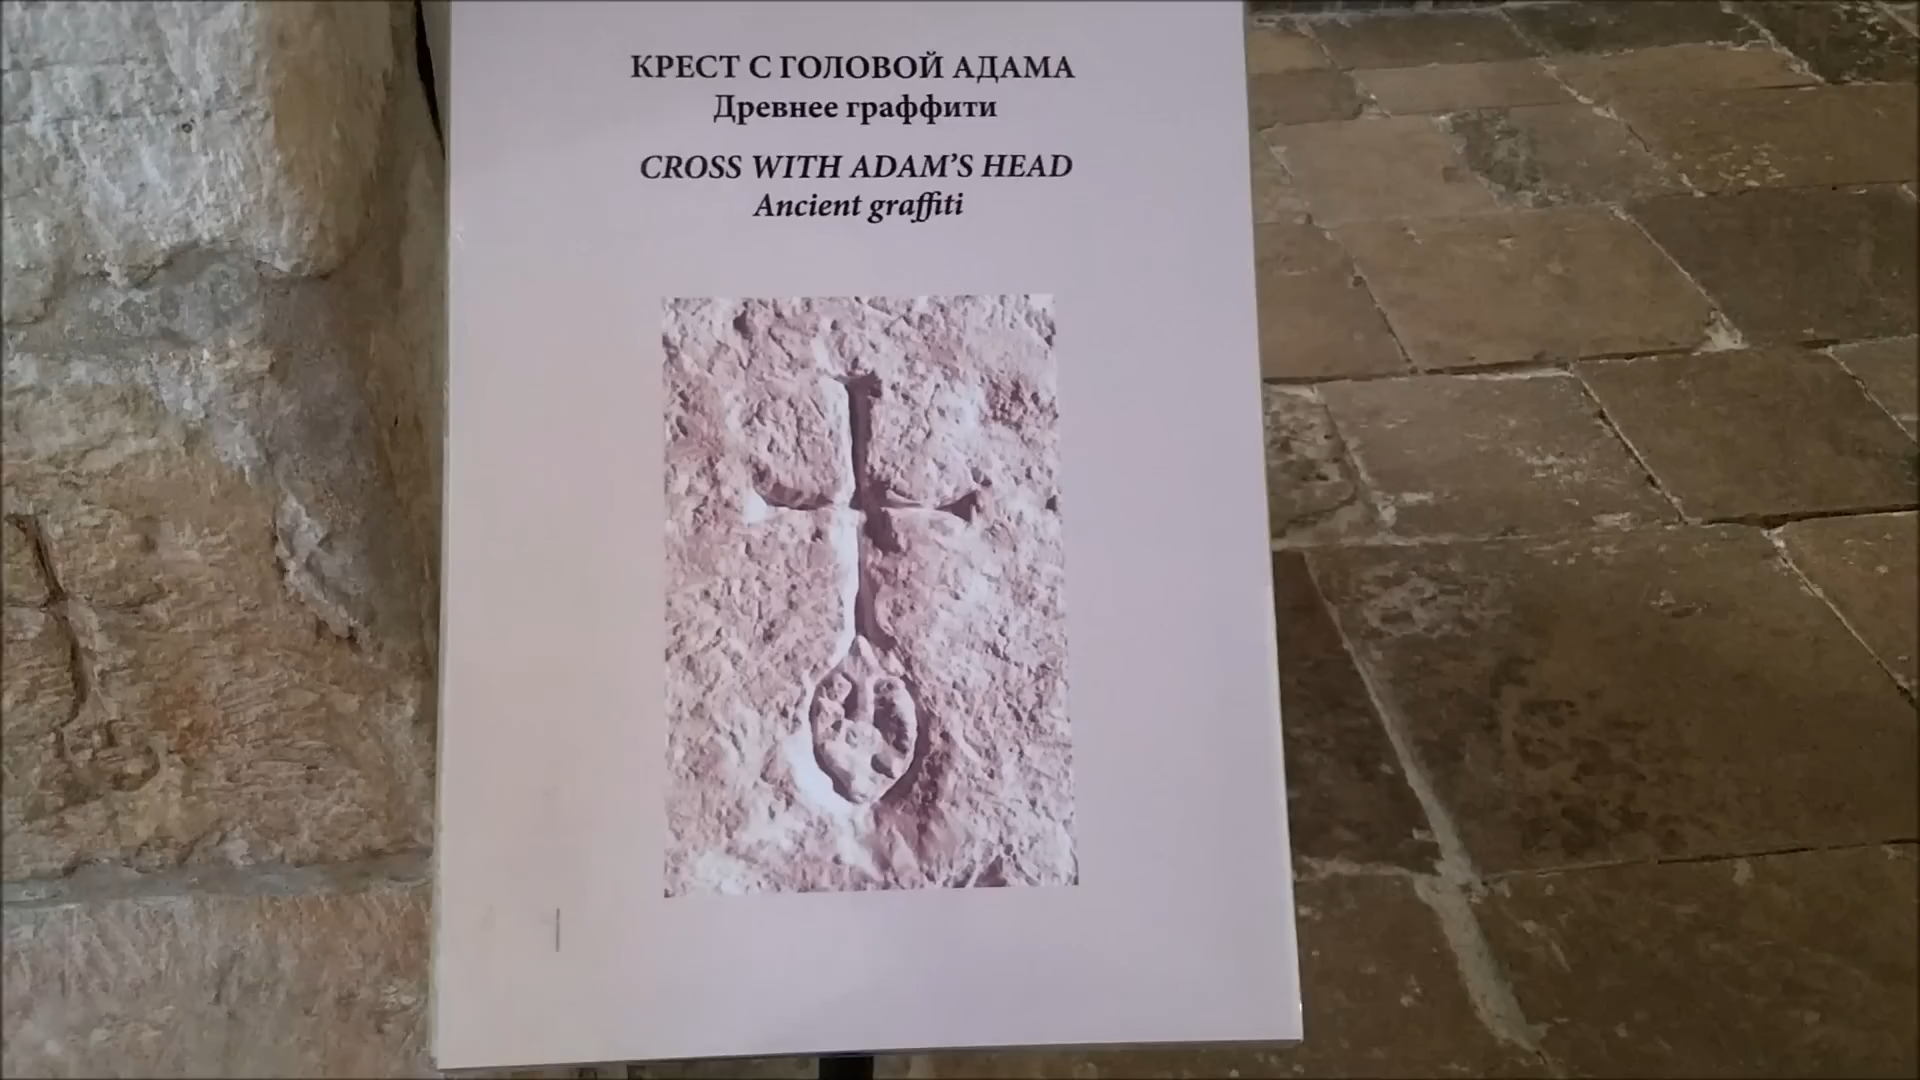 КРЕСТ С ГОЛОВОЙ АДАМА
Древнее граффити
CROSS WITH ADAM’S HEAD
Ancient graffiti